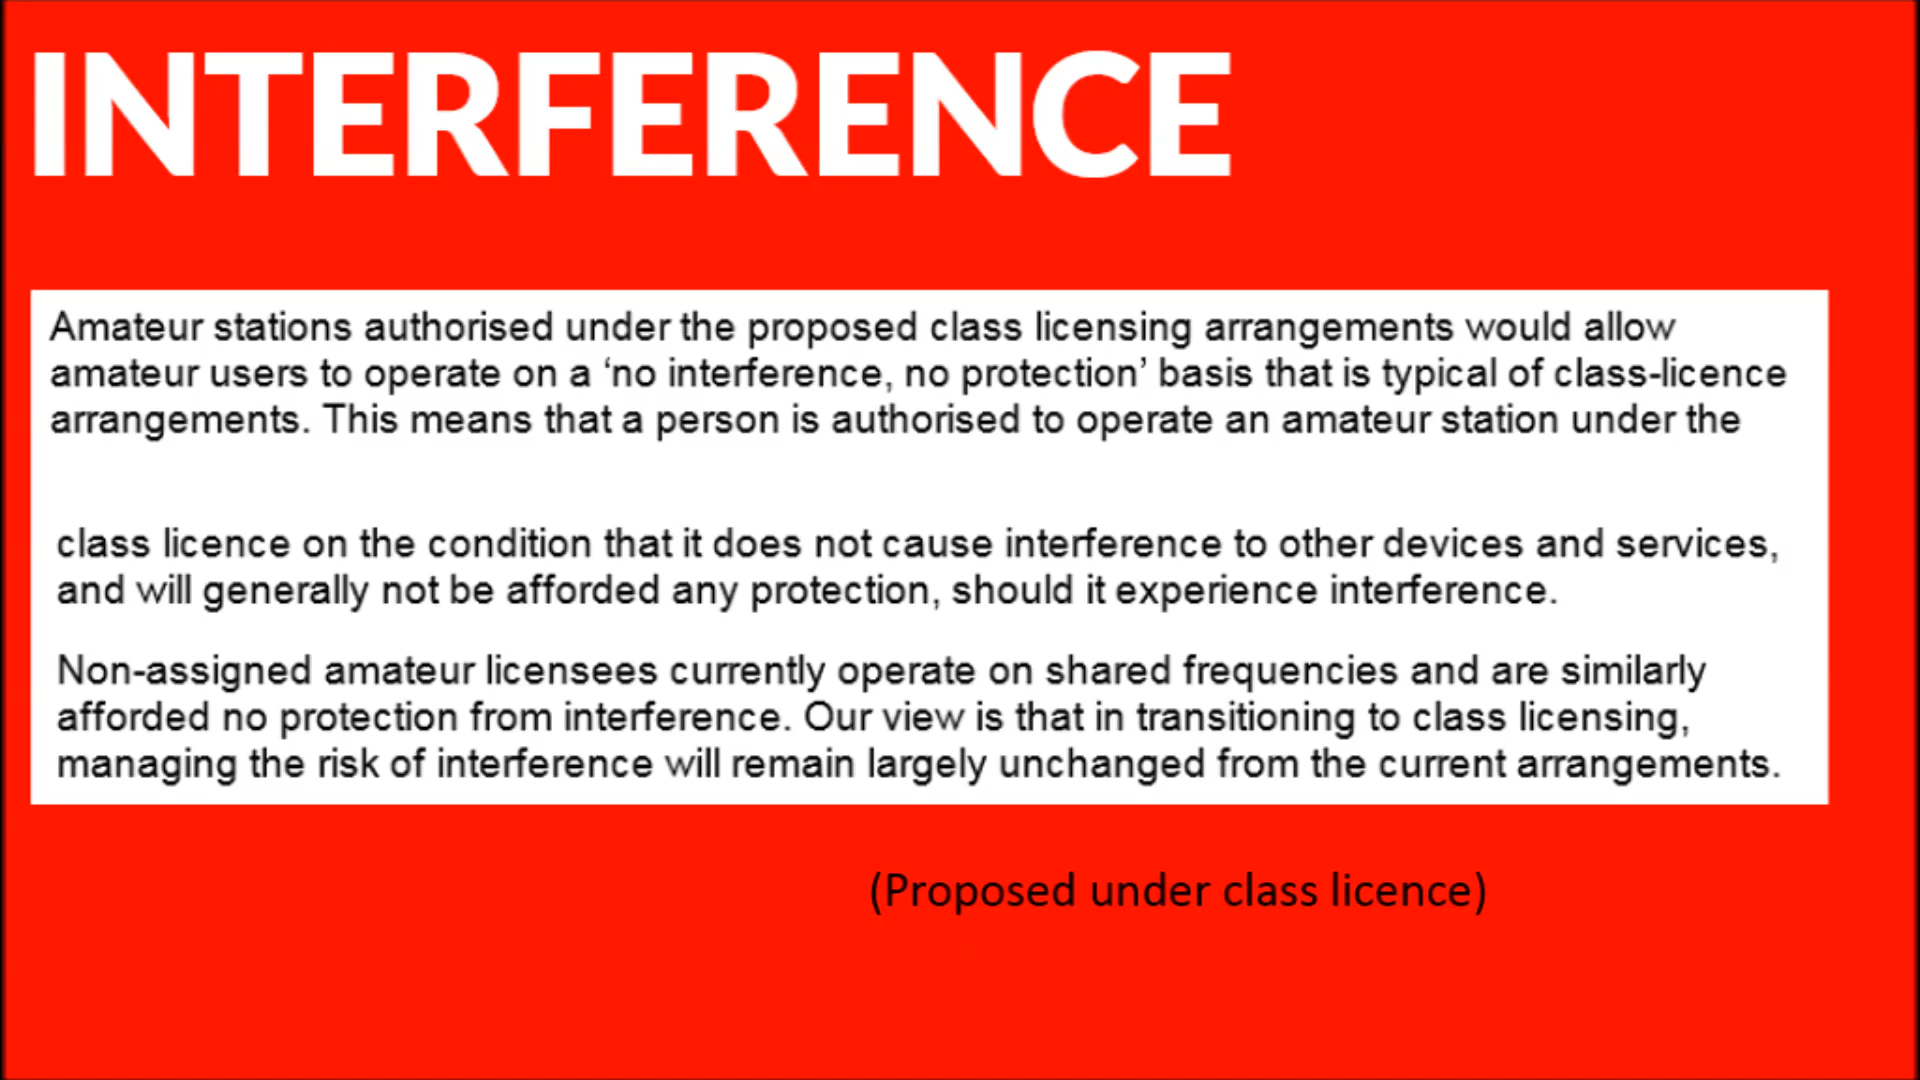 INTERFERENCE
Amateur stations authorised under the proposed class licensing arrangements would allow
amateur users to operate on a ‘no interference, no protection’ basis that is typical of class-licence
arrangements. This means that a person is authorised to operate an amateur station under the
class licence on the condition that it does not cause interference to other devices and services,
and will generally not be afforded any protection, should it experience interference.
Non-assigned amateur licensees currently operate on shared frequencies and are similarly
afforded no protection from interference. Our view is that in transitioning to class licensing,
managing the risk of interference will remain largely unchanged from the current arrangements.
(Proposed under class licence)